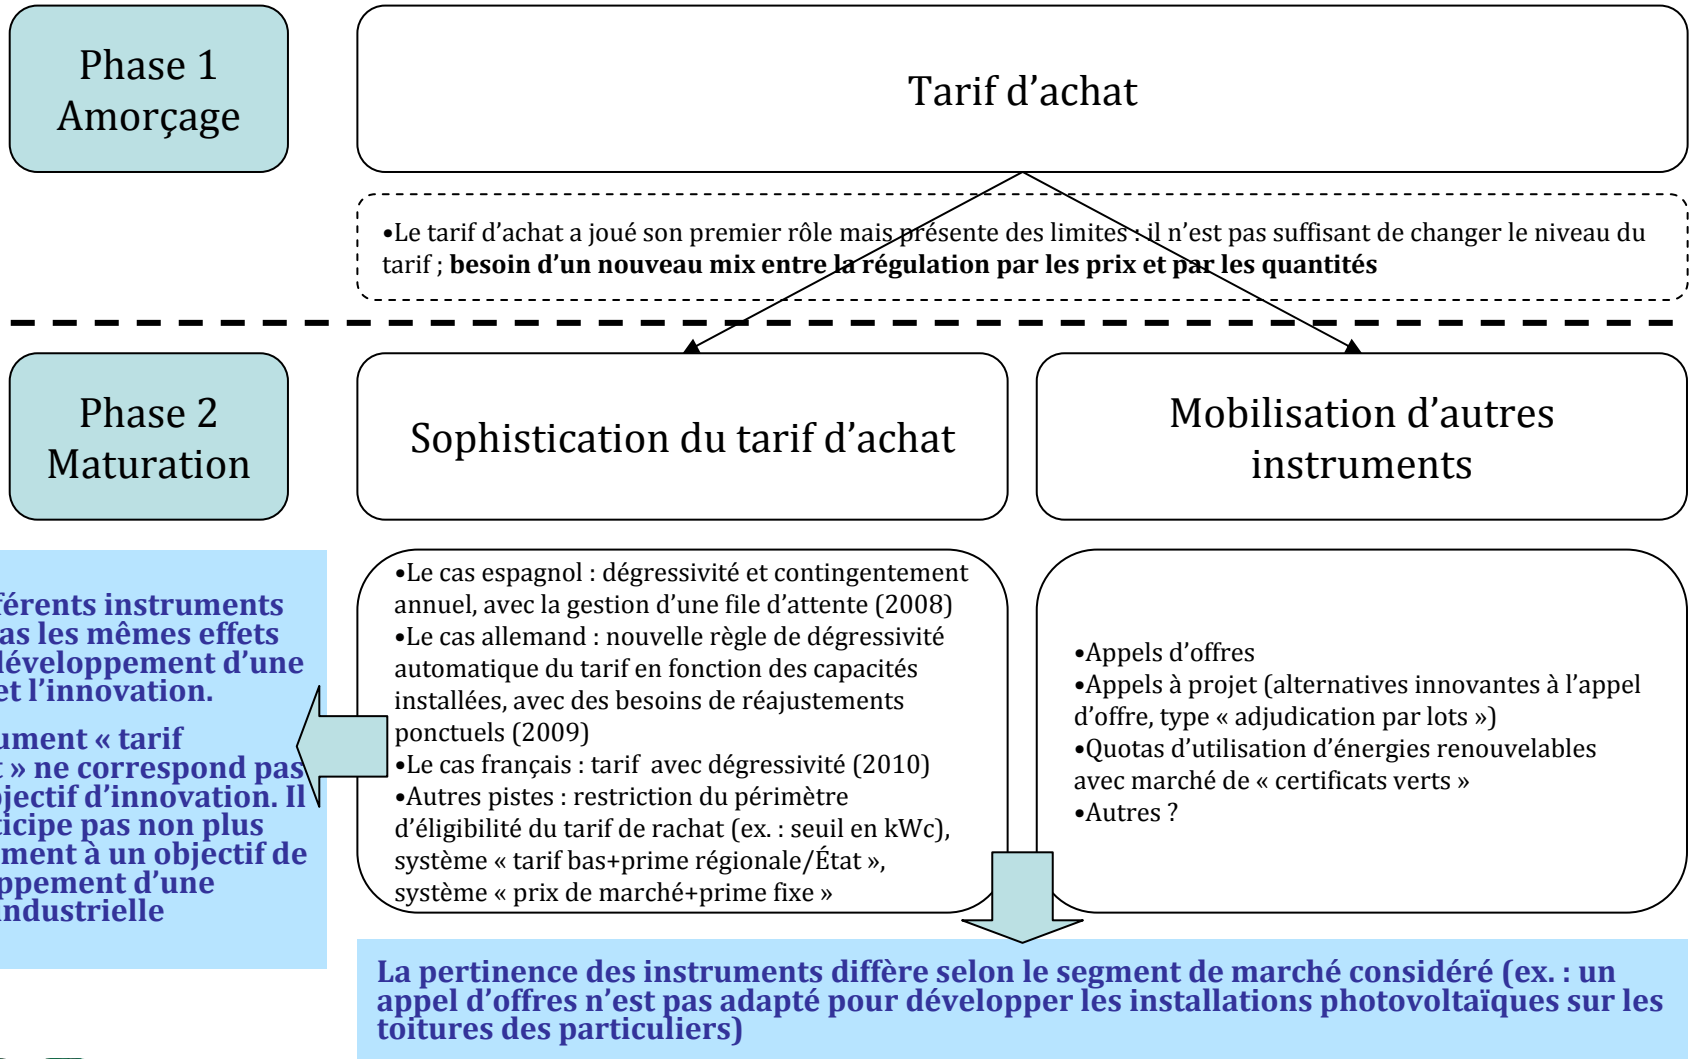 Phase 1
Amorçage
Tarif d’achat
•Le tarif d’achat a joué son premier rôle mais présente des limites : il n’est pas suffisant de changer le niveau du
tarif ; besoin d’un nouveau mix entre la régulation par les prix et par les quantités
Phase 2
Maturation
Sophistication du tarif d’achat
Mobilisation d’autres
instruments
férents instruments
as les mêmes effets
développement d’une
et l’innovation.
ument « tarif
t » ne correspond pas
bjectif d’innovation. Il
ticipe pas non plus
ment à un objectif de
ppement d’une
industrielle
•Le cas espagnol : dégressivité et contingentement
annuel, avec la gestion d’une file d’attente (2008)
•Le cas allemand : nouvelle règle de dégressivité
automatique du tarif en fonction des capacités
installées, avec des besoins de réajustements
ponctuels (2009)
•Le cas français : tarif avec dégressivité (2010)
•Autres pistes : restriction du périmètre
d’éligibilité du tarif de rachat (ex. : seuil en kWc),
système « tarif bas+prime régionale/État »,
système « prix de marché+prime fixe »
•Appels d’offres
•Appels à projet (alternatives innovantes à l’appel
d’offre, type « adjudication par lots »)
•Quotas d’utilisation d’énergies renouvelables
avec marché de « certificats verts »
•Autres ?
La pertinence des instruments diffère selon le segment de marché considéré (ex. : un
appel d’offres n’est pas adapté pour développer les installations photovoltaïques sur les
toitures des particuliers)